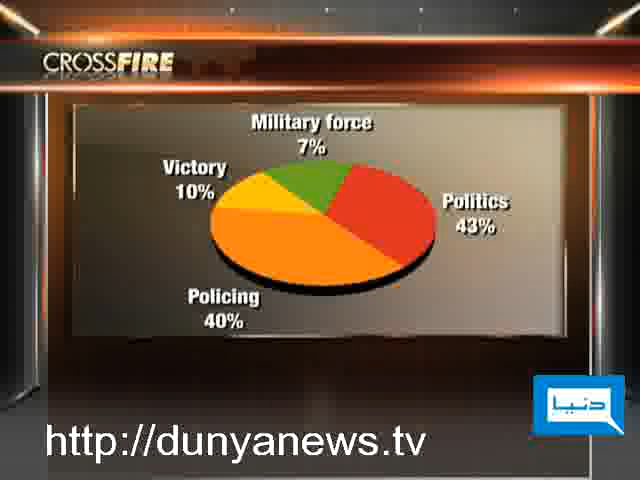 CROSSFIRE
Military force
7%
Victory
10%
Politics
43%
Policing
40%
دنیا
http://dunyanews.tv